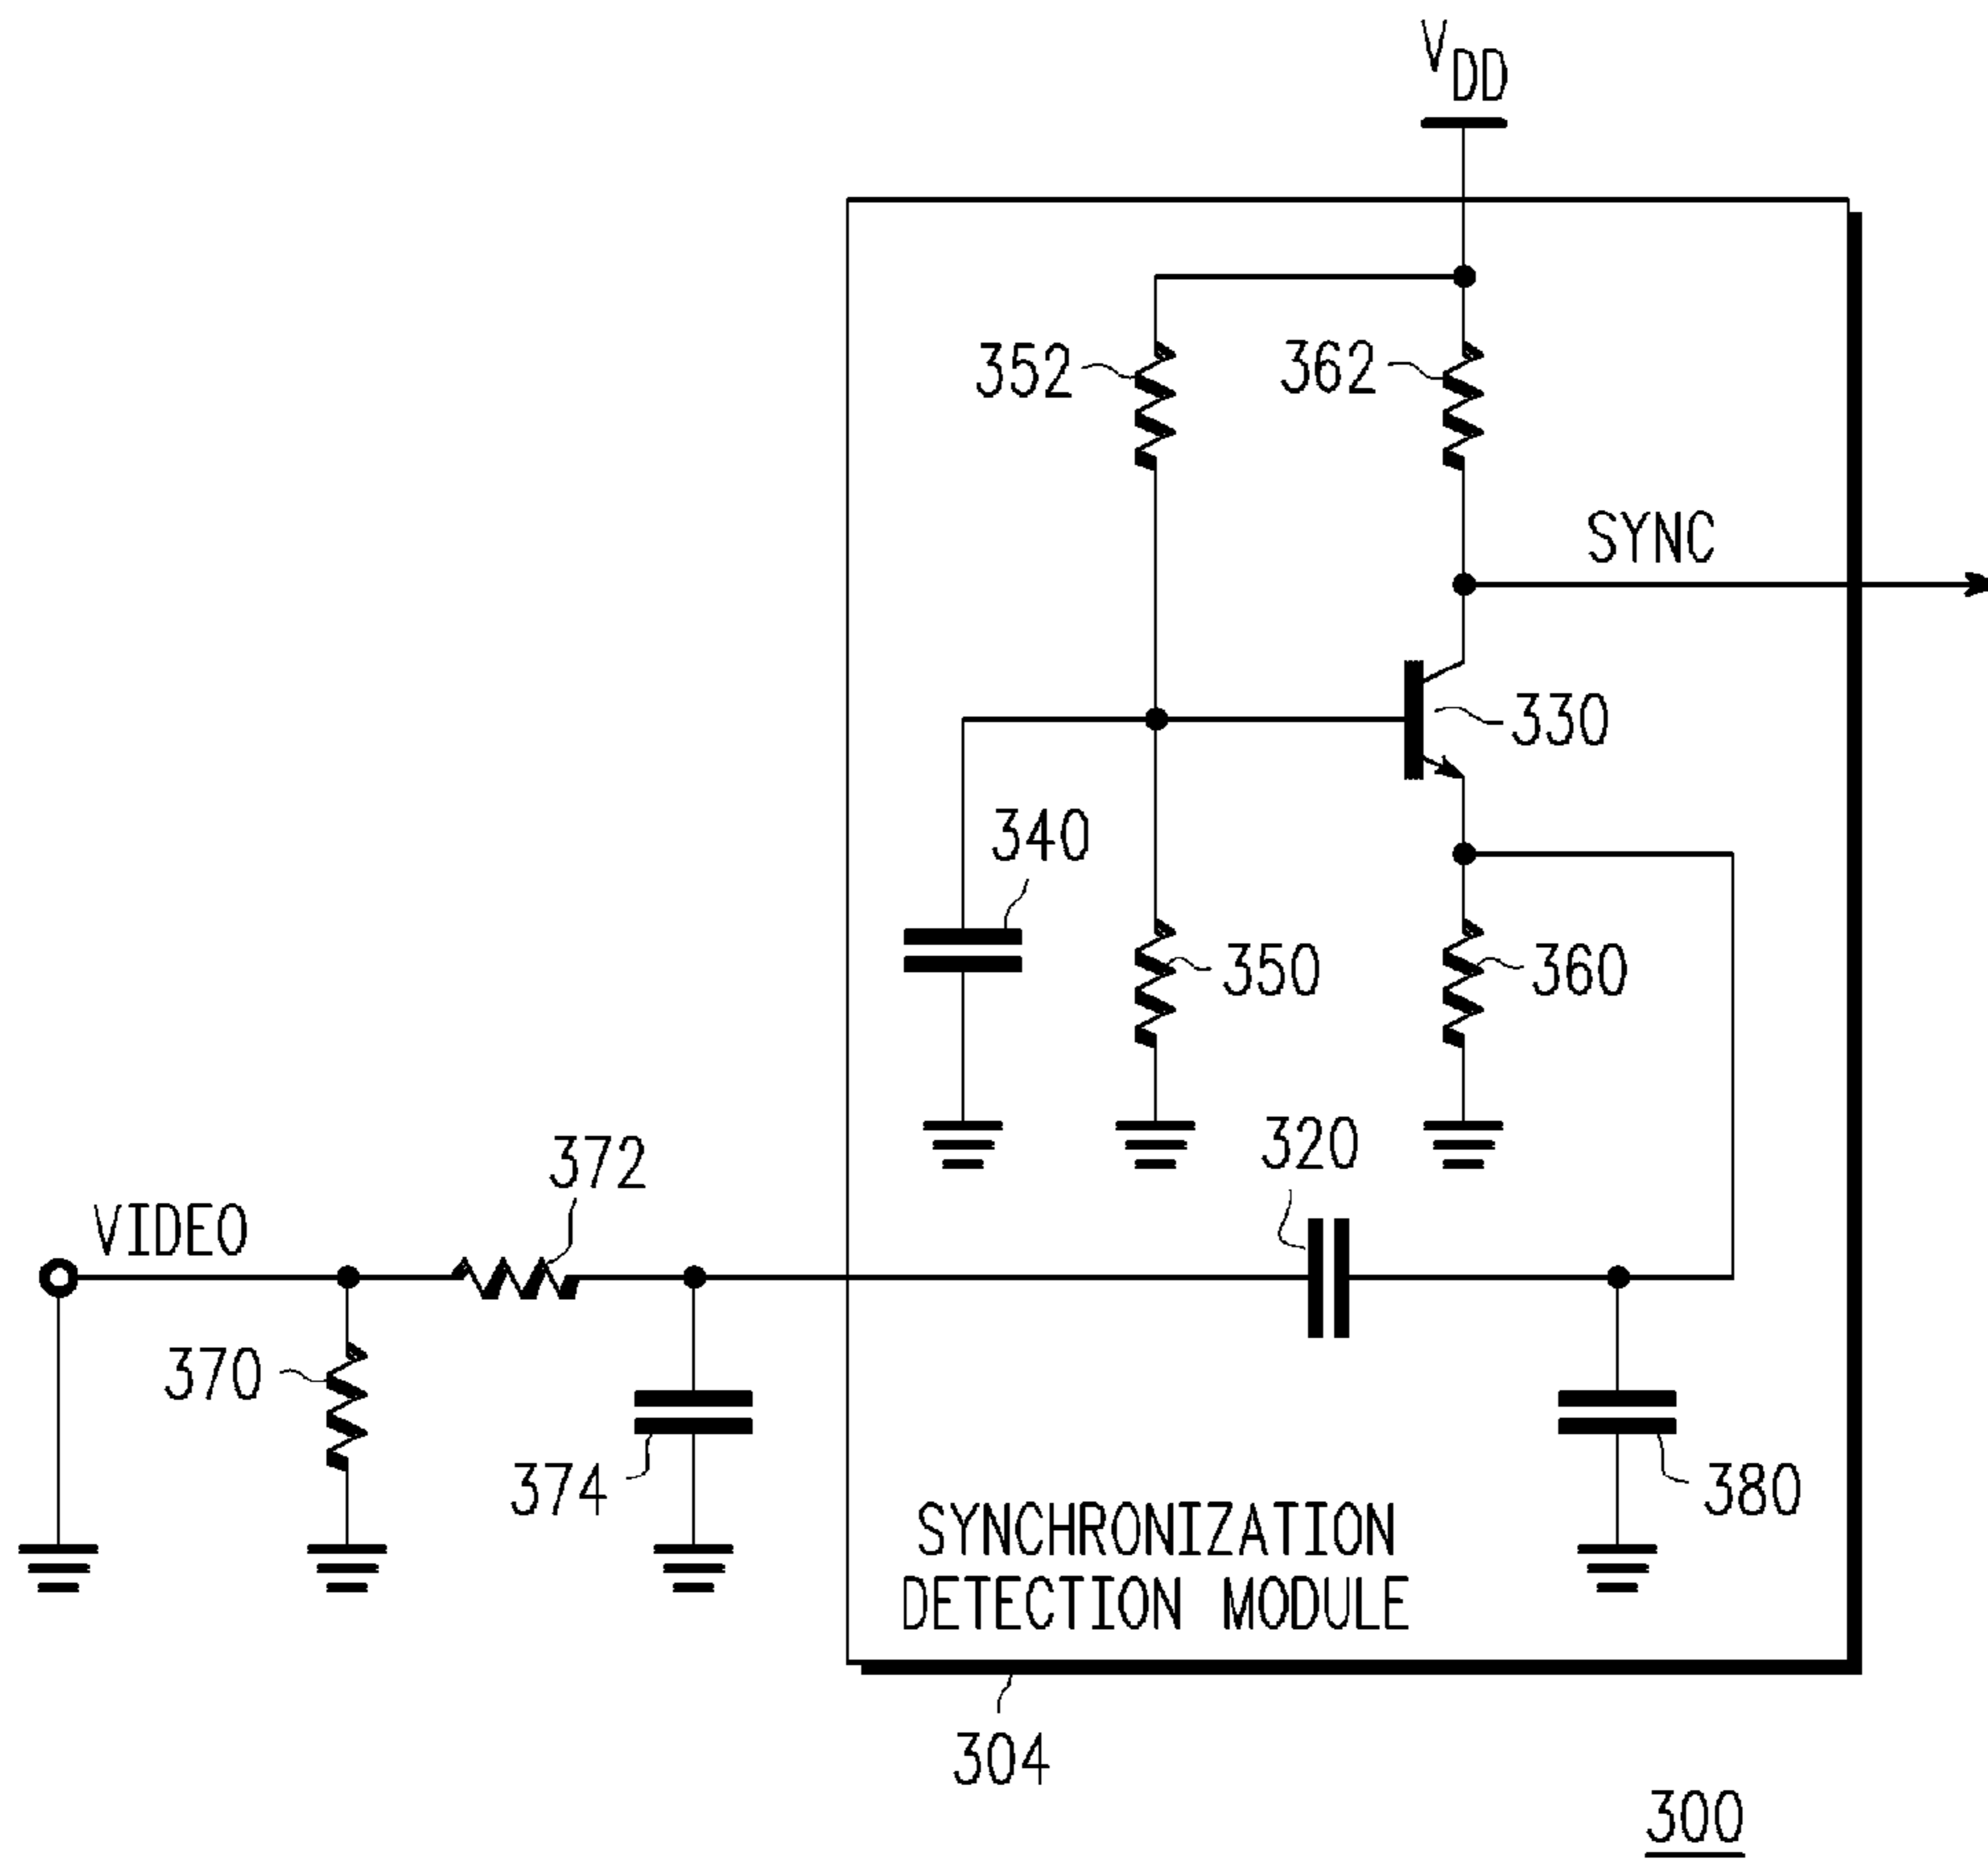 VDD
352
362
SYNC
330
340
350
360
320
372
VIDEO
370
374
380
SYNCHRONIZATION
DETECTION MODULE
304
300